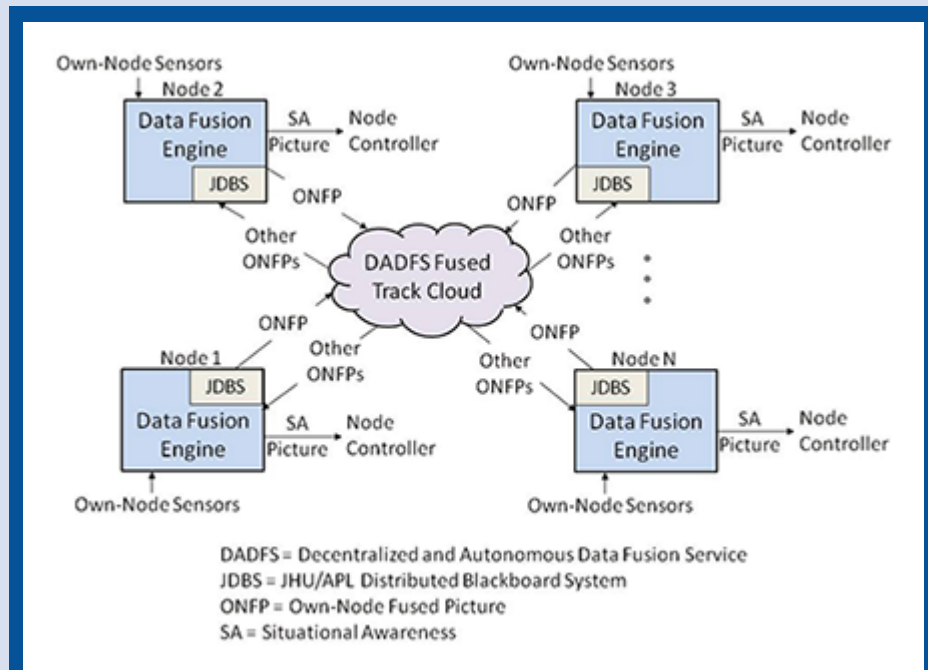 Own-Node Sensors
Node 2
Data Fusion
Engine
JDBS
SA
Picture
Node
Controller
ONFP
Other
ONFPs
Own-Node Sensors
Node 3
Data Fusion
Engine
JDBS
SA
Picture
Node
Controller
ONFP
Other
ONFPs
DADFS Fused
Track Cloud
ONFP
Other
ONFPs
Node 1
JDBS
Data Fusion
Engine
SA
Picture
Node
Controller
Own-Node Sensors
ONFP
Other
ONFPs
Node N
JDBS
Data Fusion
Engine
SA
Picture
Node
Controller
Own-Node Sensors
DADFS = Decentralized and Autonomous Data Fusion Service
JDBS = JHU/APL Distributed Blackboard System
ONFP = Own-Node Fused Picture
SA = Situational Awareness